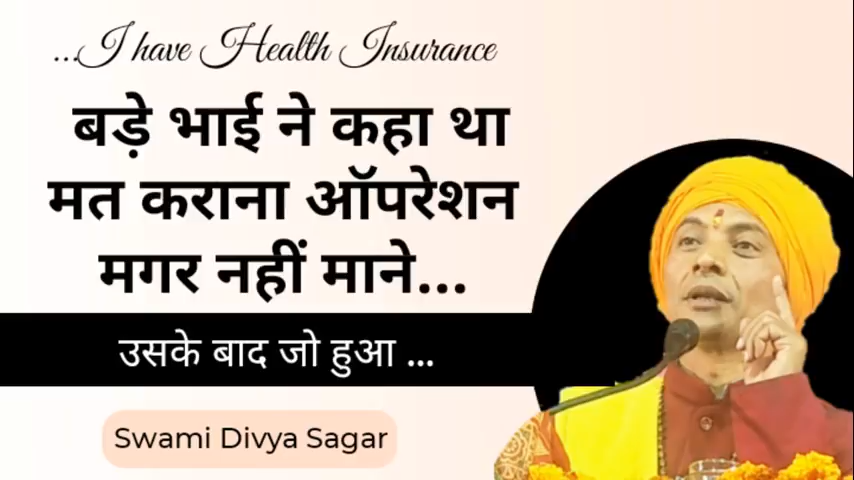 ...I have Health Insurance
बड़े भाई ने कहा था
मत कराना ऑपरेशन
मगर नहीं माने...
उसके बाद जो हुआ ...
Swami Divya Sagar